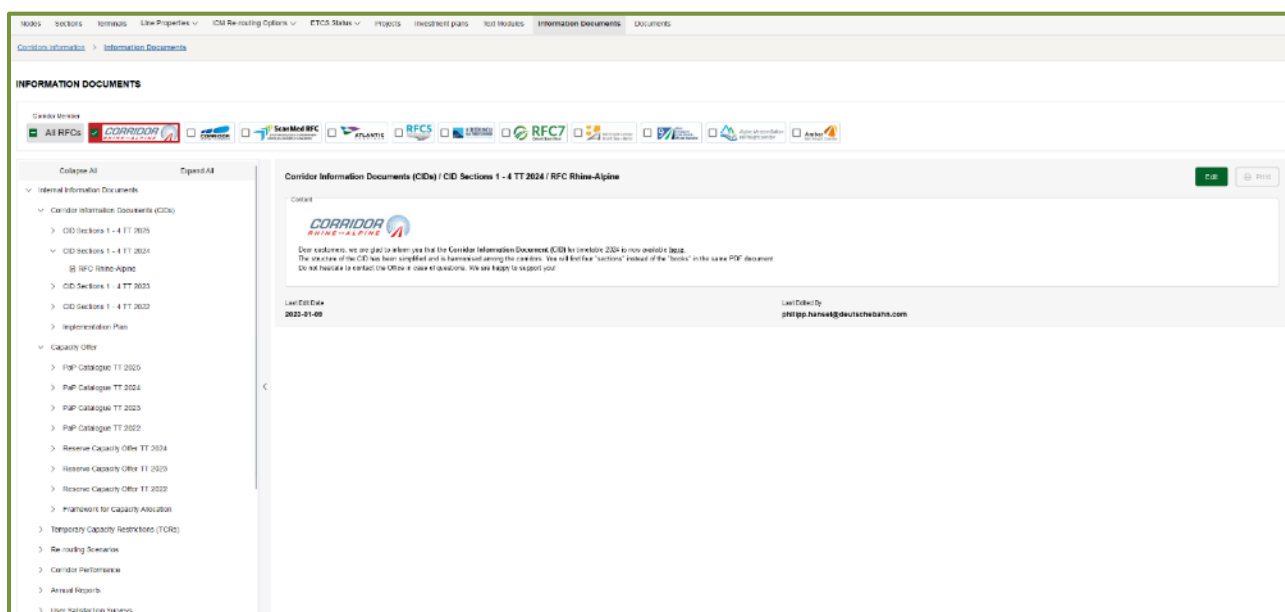 Nodes Sections Terminals Line Properties ICM Re-routing Options ETCS Status Projects Investment plans Text Modules Information Documents Documents
Corridors Information > Information Documents
INFORMATION DOCUMENTS
Corridor Member
All RFCs CORRIDOR CORRIDOR ScanMed RFC ATLANTIC RFC5 RFC7 Amber
Collapse All Expand All
Internal Information Documents
Corridor Information Documents (CIDs)
CID Sections 1 - 4 TT 2025
CID Sections 1 - 4 TT 2024
RFC Rhine-Alpine
CID Sections 1 - 4 TT 2023
CID Sections 1 - 4 TT 2022
Implementation Plan
Capacity Offer
PaP Catalogue TT 2025
PaP Catalogue TT 2024
PaP Catalogue TT 2023
PaP Catalogue TT 2022
Reserve Capacity Offer TT 2024
Reserve Capacity Offer TT 2023
Reserve Capacity Offer TT 2022
Framework for Capacity Allocation
Temporary Capacity Restrictions (TCRs)
Re-routing Scenarios
Corridor Performance
Annual Reports
User Satisfaction Surveys
Corridor Information Documents (CIDs) / CID Sections 1 - 4 TT 2024 / RFC Rhine-Alpine
Edit Print
Content
CORRIDOR
RHINE-ALPINE
Dear customers, we are glad to inform you that the Corridor Information Document (CID) for timetable 2024 is now available here.
The structure of the CID has been simplified and is harmonised among the corridors. You will find four "sections" instead of the "books" in the same PDF document
Do not hesitate to contact the Office in case of questions. We are happy to support you!
Last Edit Date Last Edited By
2023-01-09 philipp.hansel@deutschebahn.com